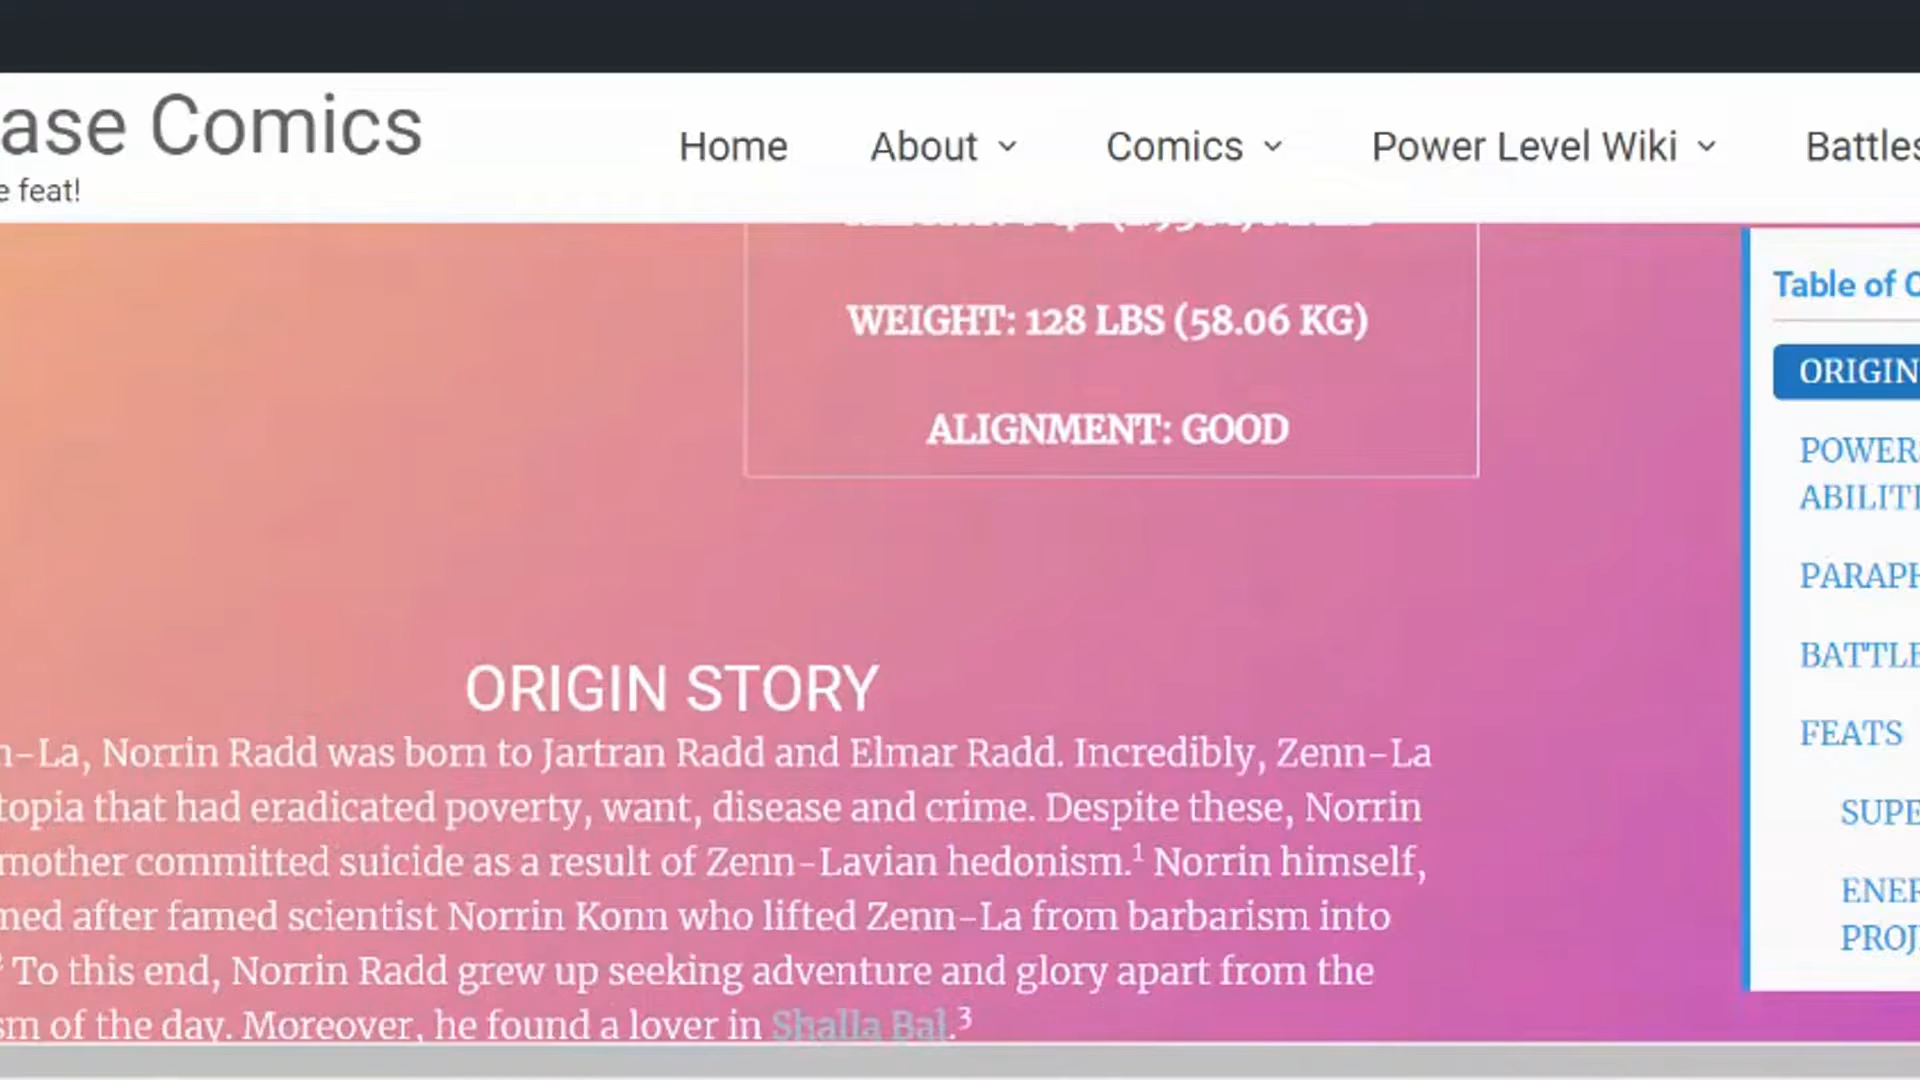 ase Comics
e feat!
Home About Comics Power Level Wiki Battles
WEIGHT: 128 LBS (58.06 KG)
ALIGNMENT: GOOD
Table of C
ORIGIN
POWERS
ABILITI
PARAPH
BATTLE
FEATS
SUPE
ENER
PROJ
ORIGIN STORY
n-La, Norrin Radd was born to Jartran Radd and Elmar Radd. Incredibly, Zenn-La
topia that had eradicated poverty, want, disease and crime. Despite these, Norrin
mother committed suicide as a result of Zenn-Lavian hedonism.¹ Norrin himself,
med after famed scientist Norrin Konn who lifted Zenn-La from barbarism into
To this end, Norrin Radd grew up seeking adventure and glory apart from the
sm of the day. Moreover, he found a lover in Shalla Bal.³